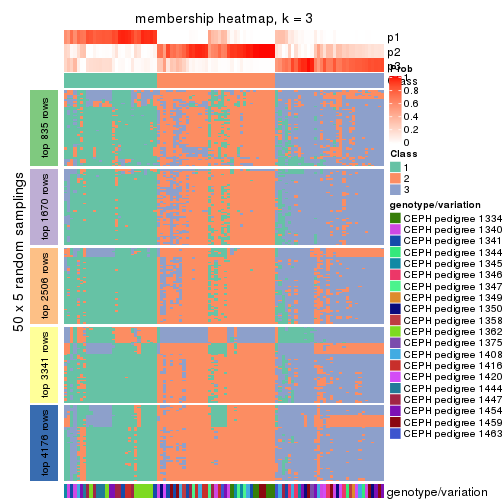 membership heatmap, k = 3
p1
p2
p3
Class
50 x 5 random samplings
top 835 rows
top 1670 rows
top 2506 rows
top 3341 rows
top 4176 rows
Prob
1
0.8
0.6
0.4
0.2
0
Class
1
2
3
genotype/variation
CEPH pedigree 1334
CEPH pedigree 1340
CEPH pedigree 1341
CEPH pedigree 1344
CEPH pedigree 1345
CEPH pedigree 1346
CEPH pedigree 1347
CEPH pedigree 1349
CEPH pedigree 1350
CEPH pedigree 1358
CEPH pedigree 1362
CEPH pedigree 1375
CEPH pedigree 1408
CEPH pedigree 1416
CEPH pedigree 1420
CEPH pedigree 1444
CEPH pedigree 1447
CEPH pedigree 1454
CEPH pedigree 1459
CEPH pedigree 1463
genotype/variation